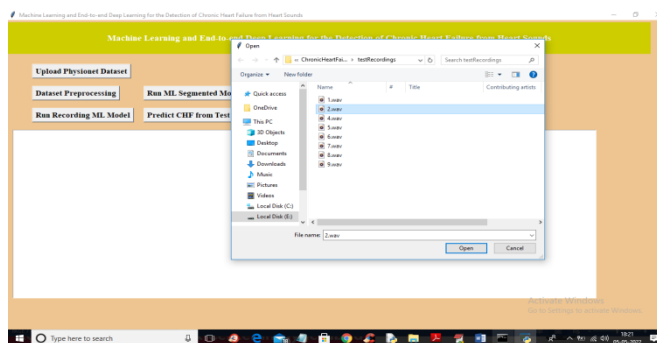 Machine Learning and End-to-end Deep Learning for the Detection of Chronic Heart Failure from Heart Sounds
Machine Learning and End-to-end Deep Learning for the Detection of Chronic Heart Failure from Heart Sounds
Upload Physionet Dataset
Dataset Preprocessing
Run ML Segmented Mo
Run Recording ML Model
Predict CHF from Test
Open
« ChronicHeartFai... > testRecordings
Search testRecordings
Organize
New folder
Name
#
Title
Contributing artists
Quick access
OneDrive
This PC
3D Objects
Desktop
Documents
Downloads
Music
Pictures
Videos
Local Disk (C:)
Local Disk (E:)
1.wav
2.wav
4.wav
5.wav
6.wav
7.wav
8.wav
9.wav
File name: 2.wav
Open
Cancel
Activate Windows
Go to Settings to activate Windows.
Type here to search
18:21